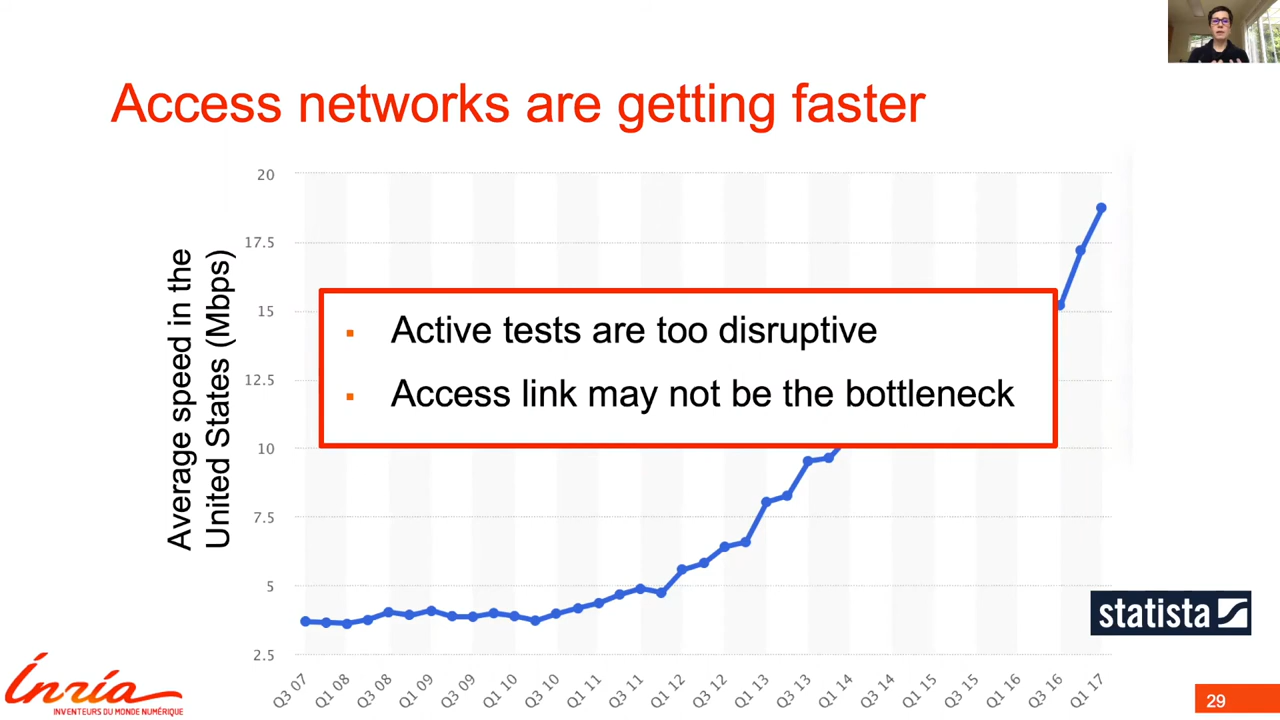 Access networks are getting faster
Average speed in the
United States (Mbps)
20
17.5
15
12.5
10
7.5
5
2.5
Active tests are too disruptive
Access link may not be the bottleneck
Q3 07
Q1 08
Q3 08
Q1 09
Q3 09
Q1 10
Q3 10
Q1 11
Q3 11
Q1 12
Q3 12
Q1 13
Q3 13
Q1 14
Q3 14
Q1 15
Q3 15
Q1 16
Q3 16
Q1 17
statista
Inria
INVENTEURS DU MONDE NUMÉRIQUE
29